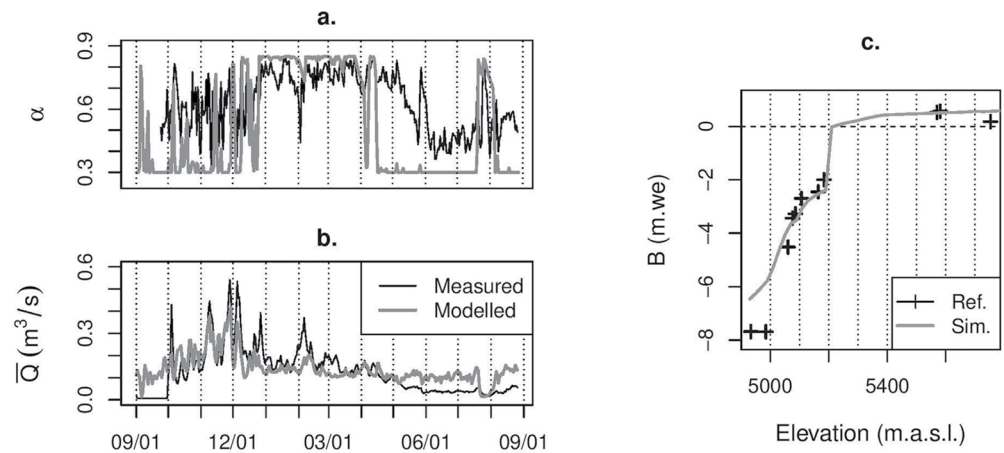 a.
α
0.9
0.6
0.3
b.
Q (m³/s)
0.6
0.3
0.0
Measured
Modelled
09/01 12/01 03/01 06/01 09/01
c.
B (m.we)
0
−2
−4
−6
−8
Ref.
Sim.
5000 5400
Elevation (m.a.s.l.)